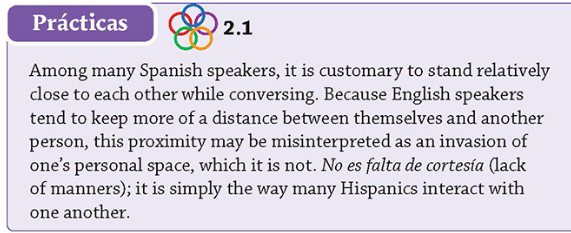 Prácticas
2.1
Among many Spanish speakers, it is customary to stand relatively
close to each other while conversing. Because English speakers
tend to keep more of a distance between themselves and another
person, this proximity may be misinterpreted as an invasion of
one's personal space, which it is not. No es falta de cortesía (lack
of manners); it is simply the way many Hispanics interact with
one another.